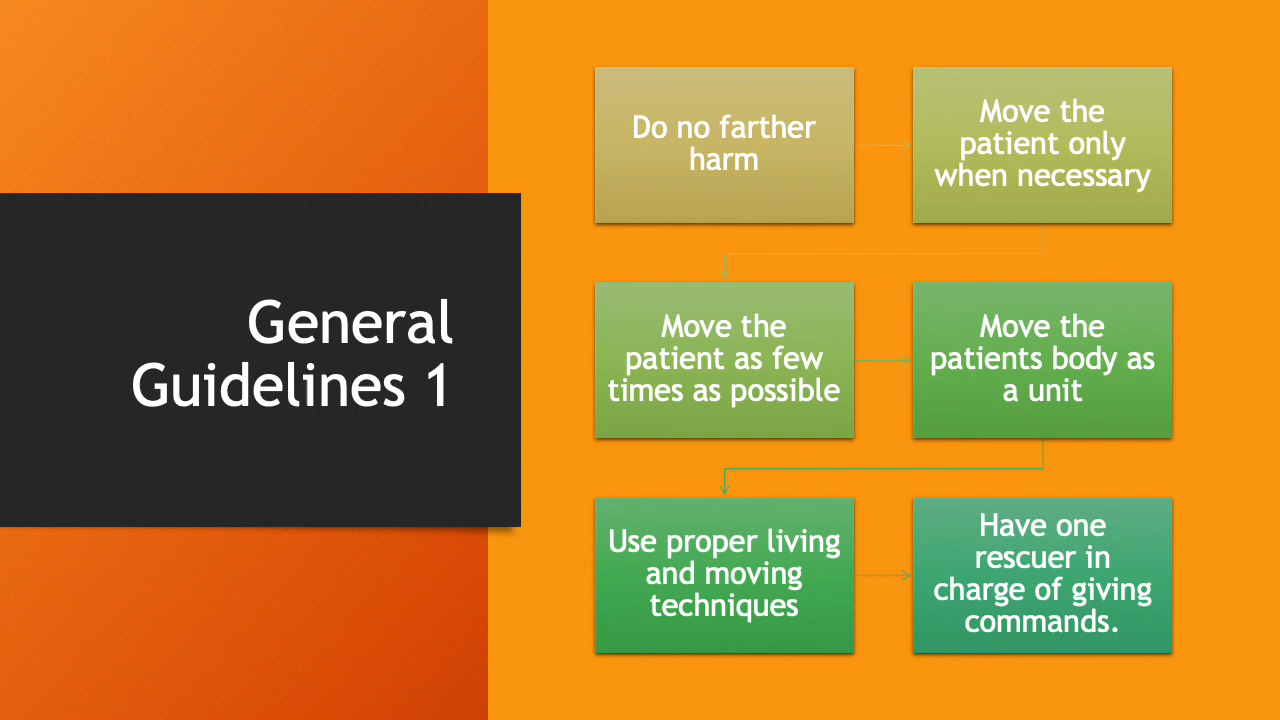 General
Guidelines 1
Do no farther
harm
Move the
patient only
when necessary
Move the
patient as few
times as possible
Move the
patients body as
a unit
Use proper living
and moving
techniques
Have one
rescuer in
charge of giving
commands.